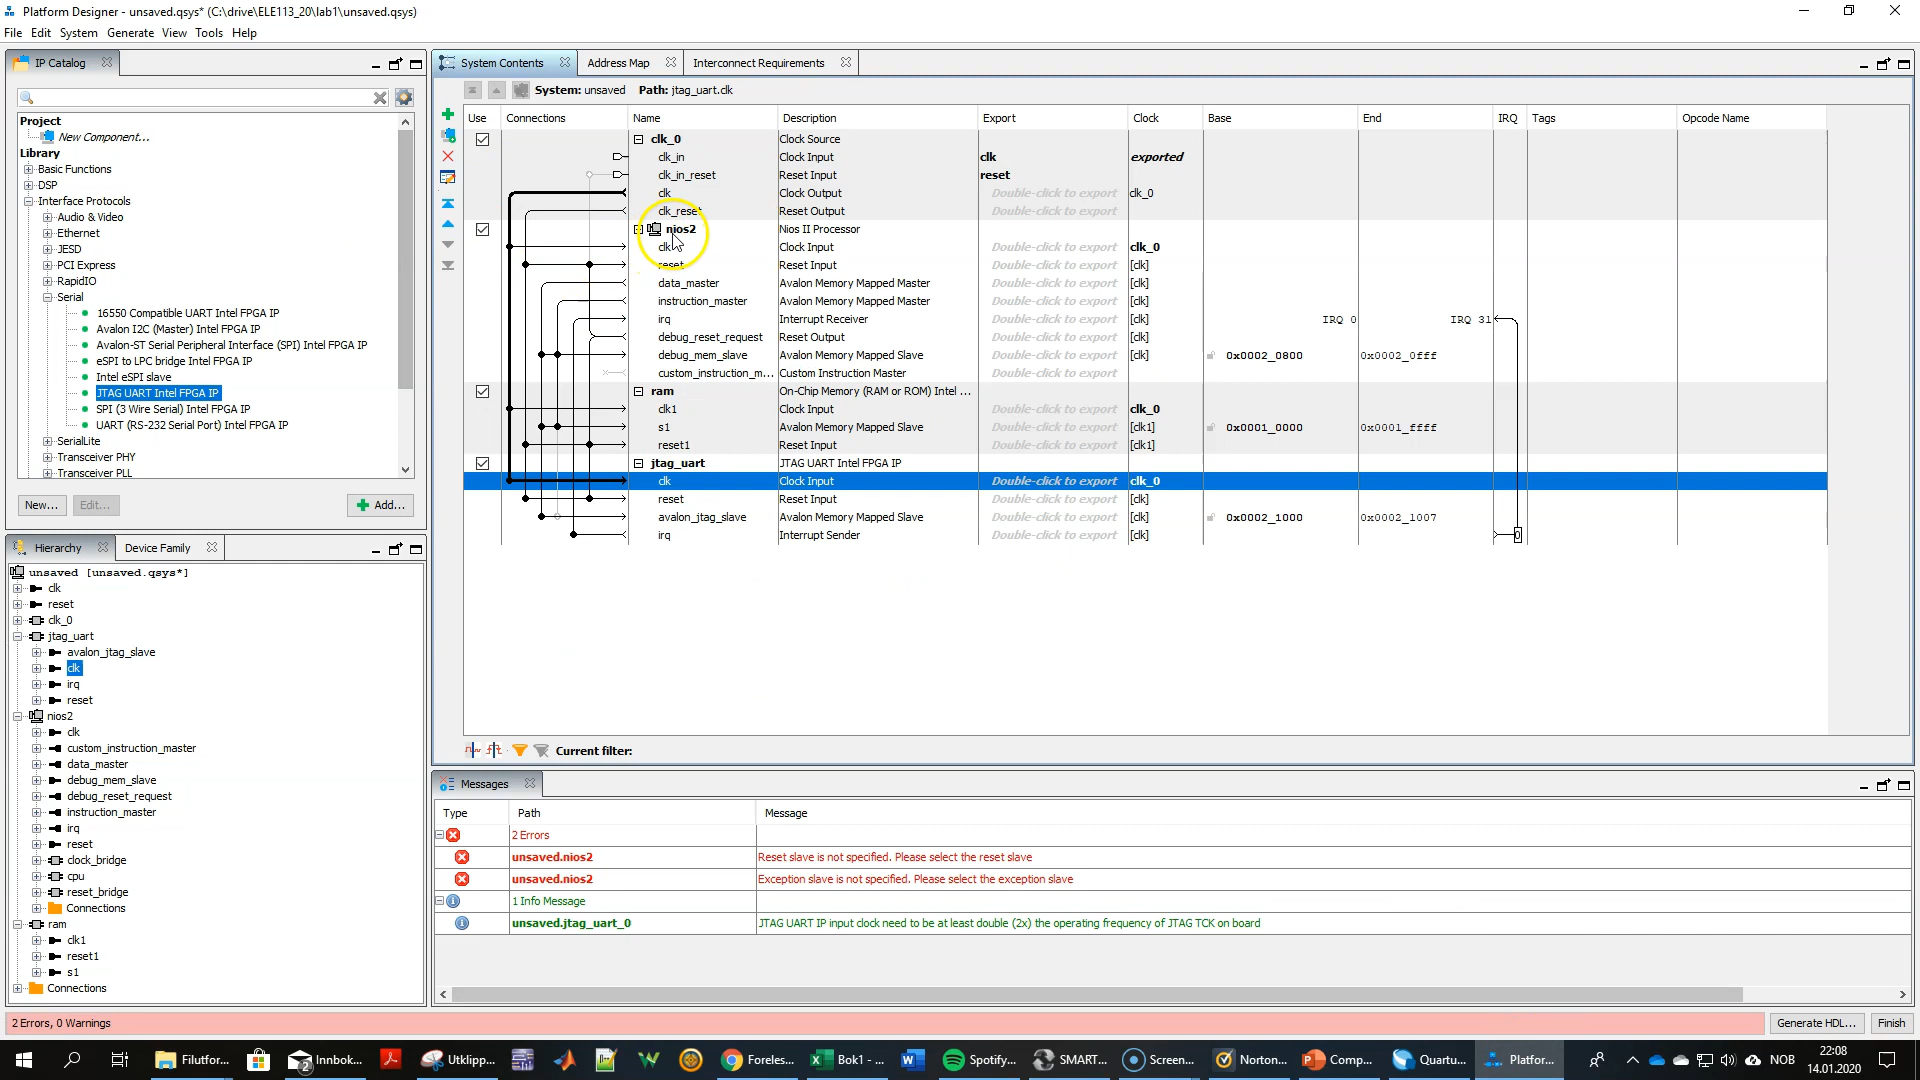 Platform Designer - unsaved.qsys* (C:\drive\ELE113_20\lab1\unsaved.qsys)
File Edit System Generate View Tools Help
IP Catalog
Project
New Component...
Library
Basic Functions
DSP
Interface Protocols
Audio & Video
Ethernet
JESD
PCI Express
RapidIO
Serial
16550 Compatible UART Intel FPGA IP
Avalon I2C (Master) Intel FPGA IP
Avalon-ST Serial Peripheral Interface (SPI) Intel FPGA IP
eSPI to LPC bridge Intel FPGA IP
Intel eSPI slave
JTAG UART Intel FPGA IP
SPI (3 Wire Serial) Intel FPGA IP
UART (RS-232 Serial Port) Intel FPGA IP
SerialLite
Transceiver PHY
Transceiver PLL
New... Edit... Add...
Hierarchy Device Family
unsaved [unsaved.qsys*]
clk
reset
clk_0
jtag_uart
avalon_jtag_slave
clk
irq
reset
nios2
clk
custom_instruction_master
data_master
debug_mem_slave
debug_reset_request
instruction_master
irq
reset
clock_bridge
cpu
reset_bridge
Connections
ram
clk1
reset1
s1
Connections
System Contents Address Map Interconnect Requirements
System: unsaved Path: jtag_uart.clk
Use Connections Name Description Export Clock Base End IRQ Tags Opcode Name
clk_0 Clock Source
clk_in Clock Input clk exported
clk_in_reset Reset Input reset
clk Clock Output Double-click to export clk_0
clk_reset Reset Output Double-click to export
nios2 Nios II Processor
clk Clock Input Double-click to export clk_0
reset Reset Input Double-click to export [clk]
data_master Avalon Memory Mapped Master Double-click to export [clk]
instruction_master Avalon Memory Mapped Master Double-click to export [clk]
irq Interrupt Receiver Double-click to export [clk] IRQ 0 IRQ 31
debug_reset_request Reset Output Double-click to export [clk]
debug_mem_slave Avalon Memory Mapped Slave Double-click to export [clk] 0x0002_0800 0x0002_0fff
custom_instruction_m... Custom Instruction Master Double-click to export
ram On-Chip Memory (RAM or ROM) Intel ...
clk1 Clock Input Double-click to export clk_0
s1 Avalon Memory Mapped Slave Double-click to export [clk1] 0x0001_0000 0x0001_ffff
reset1 Reset Input Double-click to export [clk1]
jtag_uart JTAG UART Intel FPGA IP
clk Clock Input Double-click to export clk_0
reset Reset Input Double-click to export [clk]
avalon_jtag_slave Avalon Memory Mapped Slave Double-click to export [clk] 0x0002_1000 0x0002_1007
irq Interrupt Sender Double-click to export [clk] 0
Current filter:
Messages
Type Path Message
2 Errors
unsaved.nios2 Reset slave is not specified. Please select the reset slave
unsaved.nios2 Exception slave is not specified. Please select the exception slave
1 Info Message
unsaved.jtag_uart_0 JTAG UART IP input clock need to be at least double (2x) the operating frequency of JTAG TCK on board
2 Errors, 0 Warnings
Generate HDL... Finish
Filutfor... 2 Innbok... Utklipp... Foreles... Bok1 - ... Spotify... SMART... Screen... Norton... Comp... Quartu... Platfor... NOB 22:08
14.01.2020